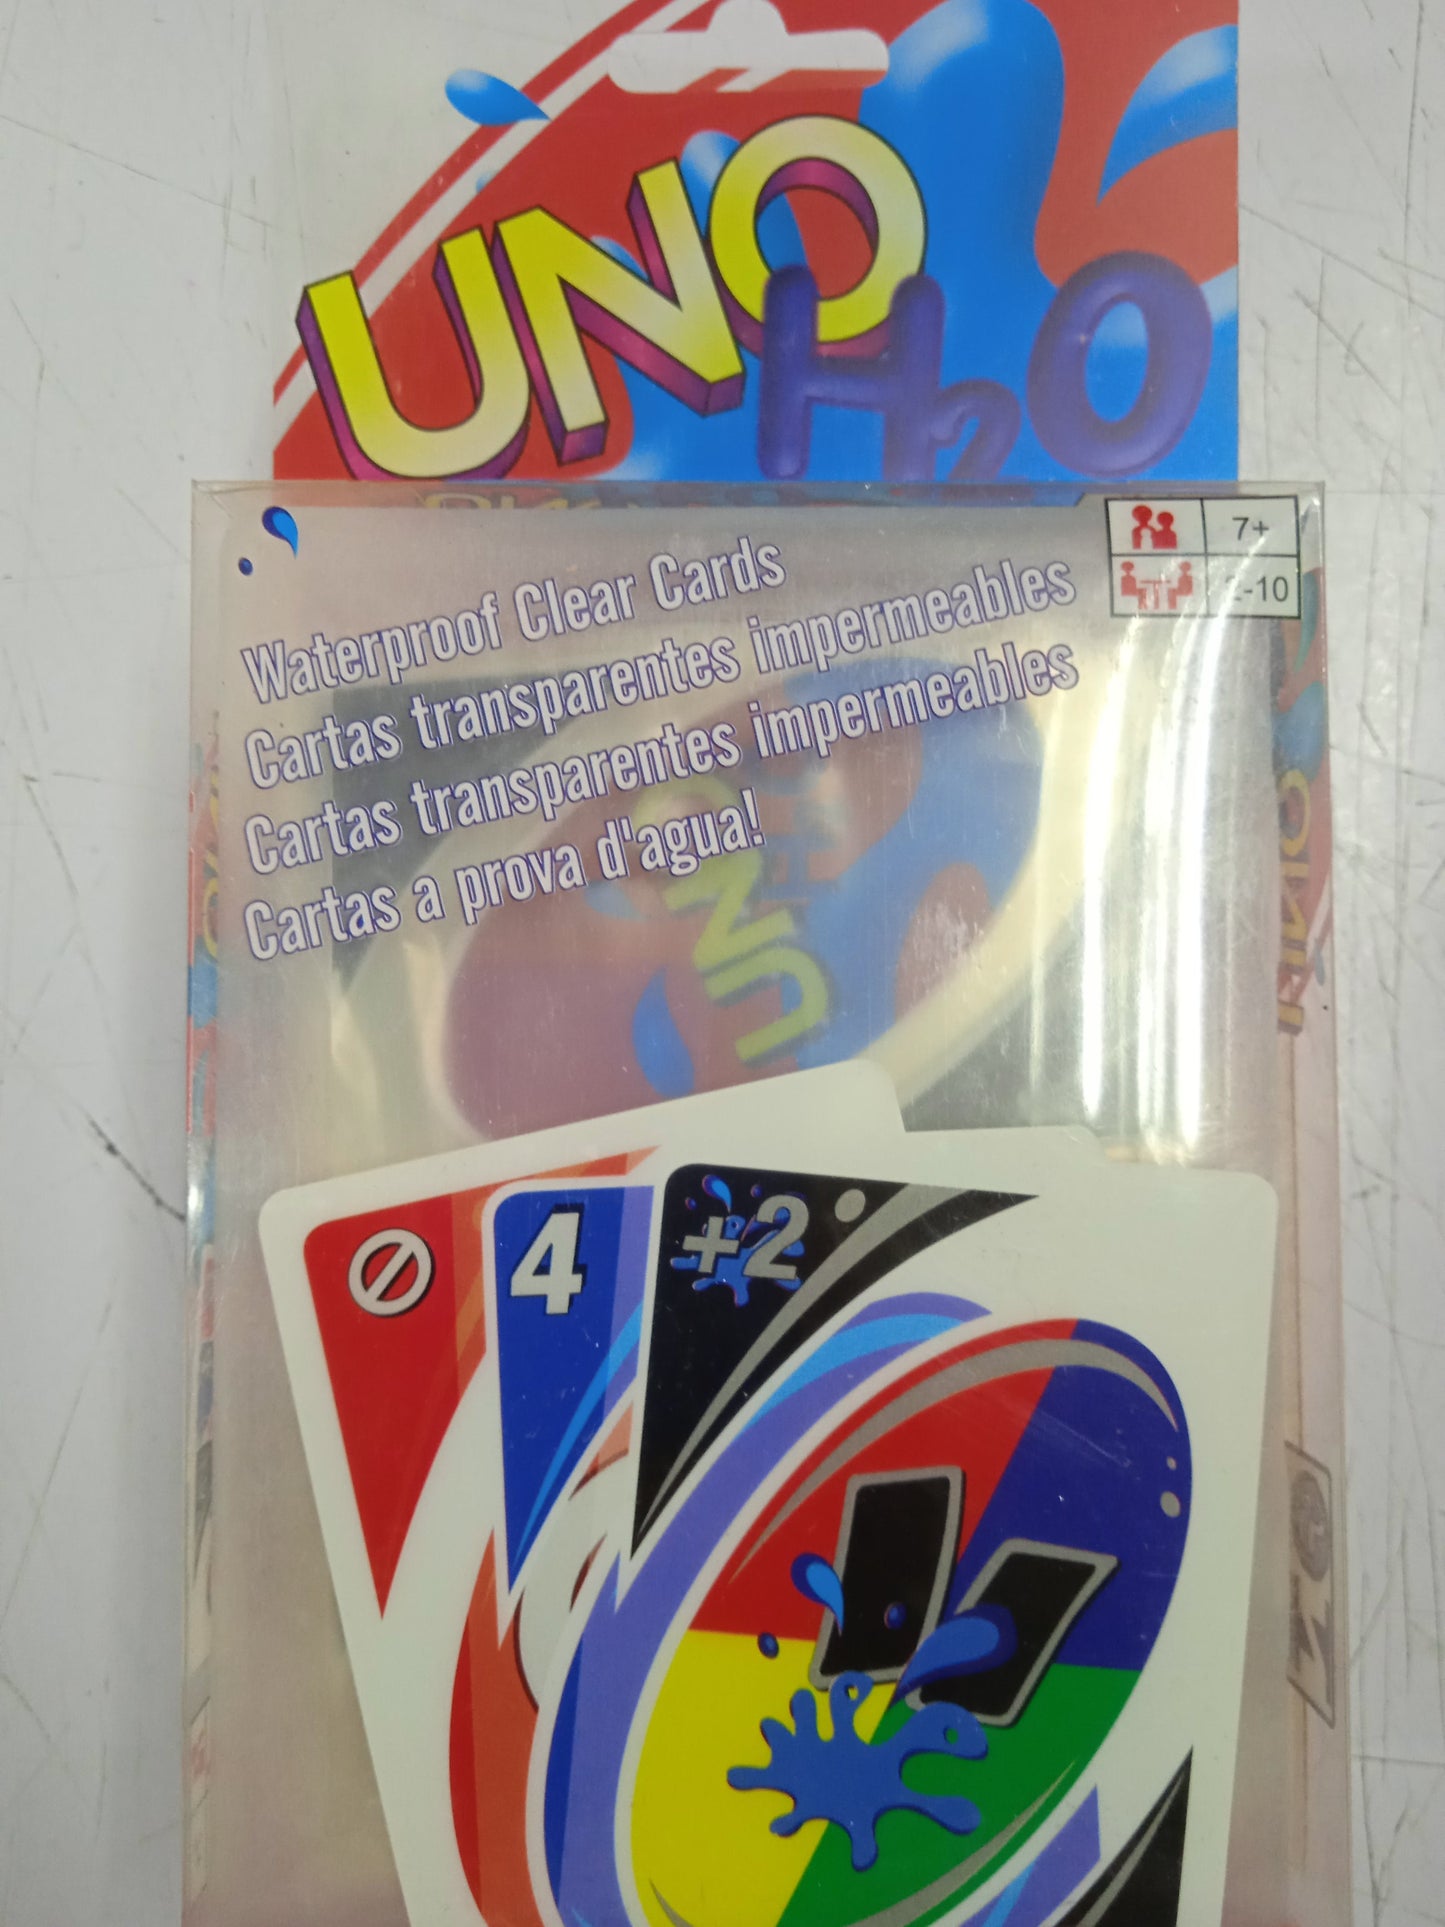 UNO
H2O
Waterproof Clear Cards
Cartas transparentes impermeables
Cartas transparentes impermeables
Cartas a prova d'agua!
7+
2-10
UNO
4
+2